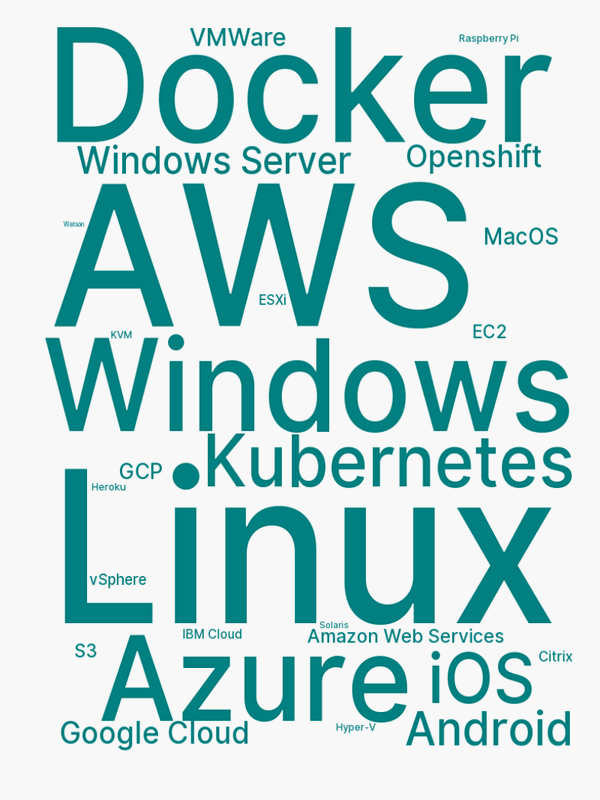 VMWare
Raspberry Pi
Docker
Windows Server
Openshift
AWS
Watson
MacOS
ESXi
EC2
KVM
Windows
Kubernetes
GCP
Heroku
Linux
vSphere
Solaris
IBM Cloud
Amazon Web Services
S3
Azure
iOS
Citrix
Google Cloud
Hyper-V
Android